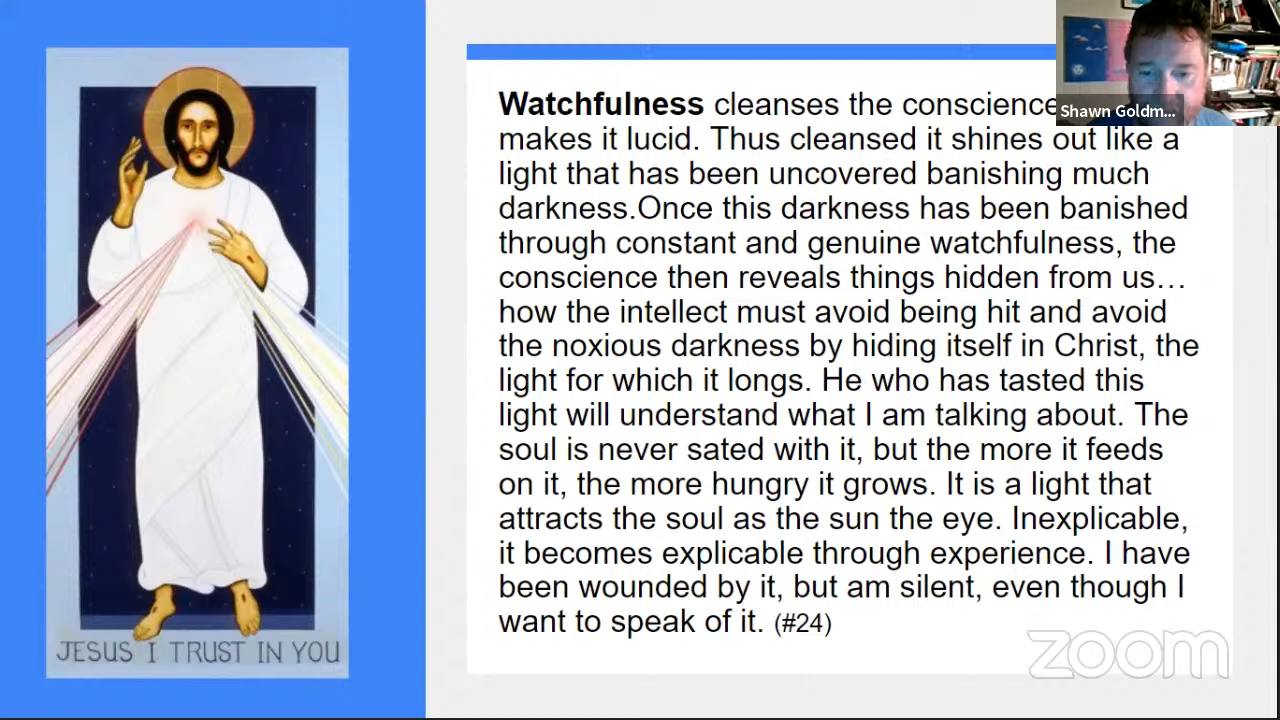 JESUS I TRUST IN YOU
Watchfulness cleanses the conscience
makes it lucid. Thus cleansed it shines out like a
light that has been uncovered banishing much
darkness.Once this darkness has been banished
through constant and genuine watchfulness, the
conscience then reveals things hidden from us…
how the intellect must avoid being hit and avoid
the noxious darkness by hiding itself in Christ, the
light for which it longs. He who has tasted this
light will understand what I am talking about. The
soul is never sated with it, but the more it feeds
on it, the more hungry it grows. It is a light that
attracts the soul as the sun the eye. Inexplicable,
it becomes explicable through experience. I have
been wounded by it, but am silent, even though I
want to speak of it. (#24)
Shawn Goldm...
zoom